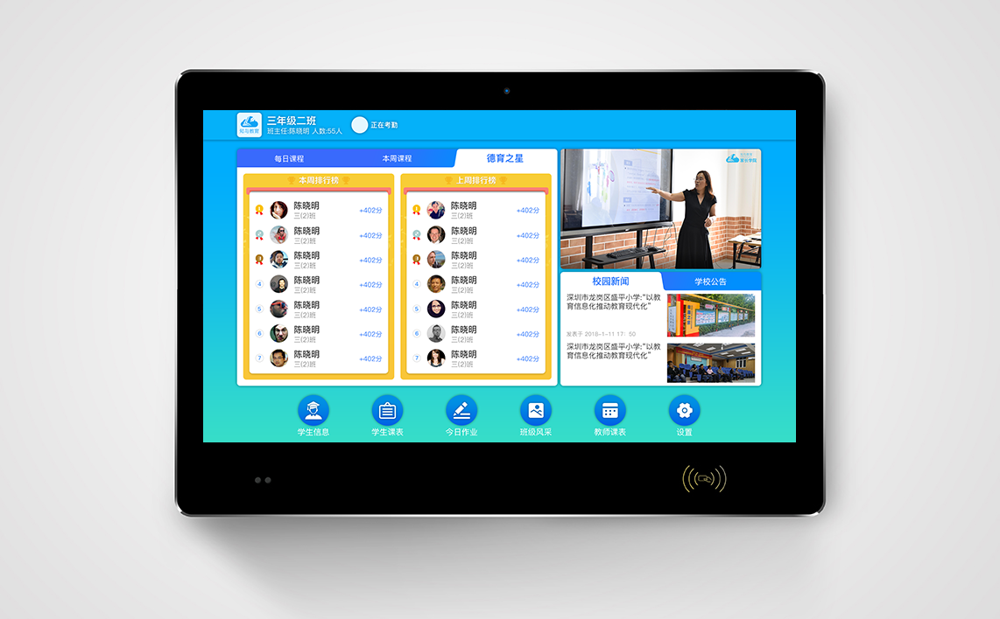 知鸟教育
三年级二班
班主任:陈晓明 人数:55人
正在考勤
每日课程
本周课程
德育之星
本周排行榜
陈晓明
三(2)班
+402分
陈晓明
三(2)班
+402分
陈晓明
三(2)班
+402分
4
陈晓明
三(2)班
+402分
5
陈晓明
三(2)班
+402分
6
陈晓明
三(2)班
+402分
7
陈晓明
三(2)班
+402分
上周排行榜
陈晓明
三(2)班
+402分
陈晓明
三(2)班
+402分
陈晓明
三(2)班
+402分
4
陈晓明
三(2)班
+402分
5
陈晓明
三(2)班
+402分
6
陈晓明
三(2)班
+402分
7
陈晓明
三(2)班
+402分
家长学院
校园新闻
学校公告
深圳市龙岗区盛平小学:“以教
育信息化推动教育现代化”
发表于 2018-1-11 17：50
深圳市龙岗区盛平小学:“以教
育信息化推动教育现代化”
学生信息
学生课表
今日作业
班级风采
教师课表
设置